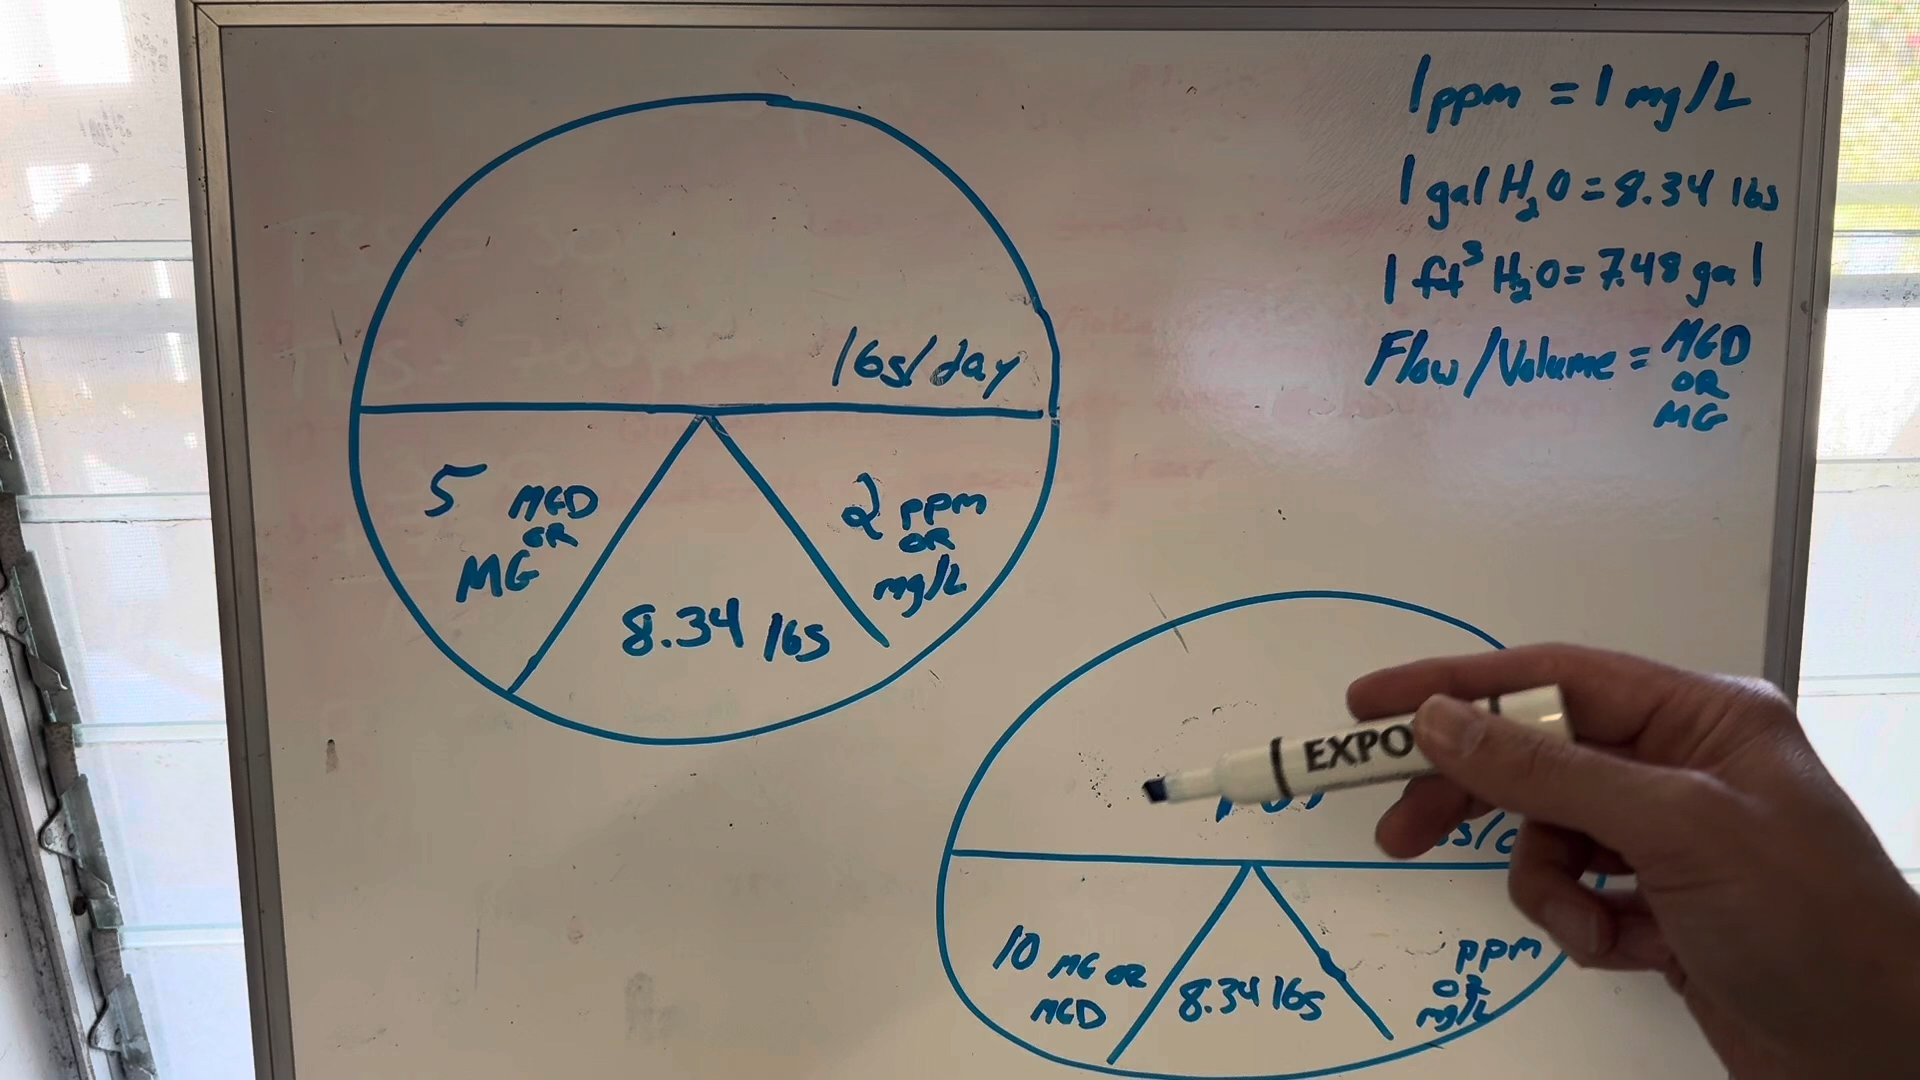 1 ppm = 1 mg/L
1 gal H2O = 8.34 lbs
1 ft³ H2O = 7.48 gal
Flow/Volume = MGD
OR
MG
lbs/day
5 MGD
OR
MG
8.34 lbs
2 ppm
OR
mg/L
EXPO
10 MG OR
MGD
8.34 lbs
ppm
or
mg/L